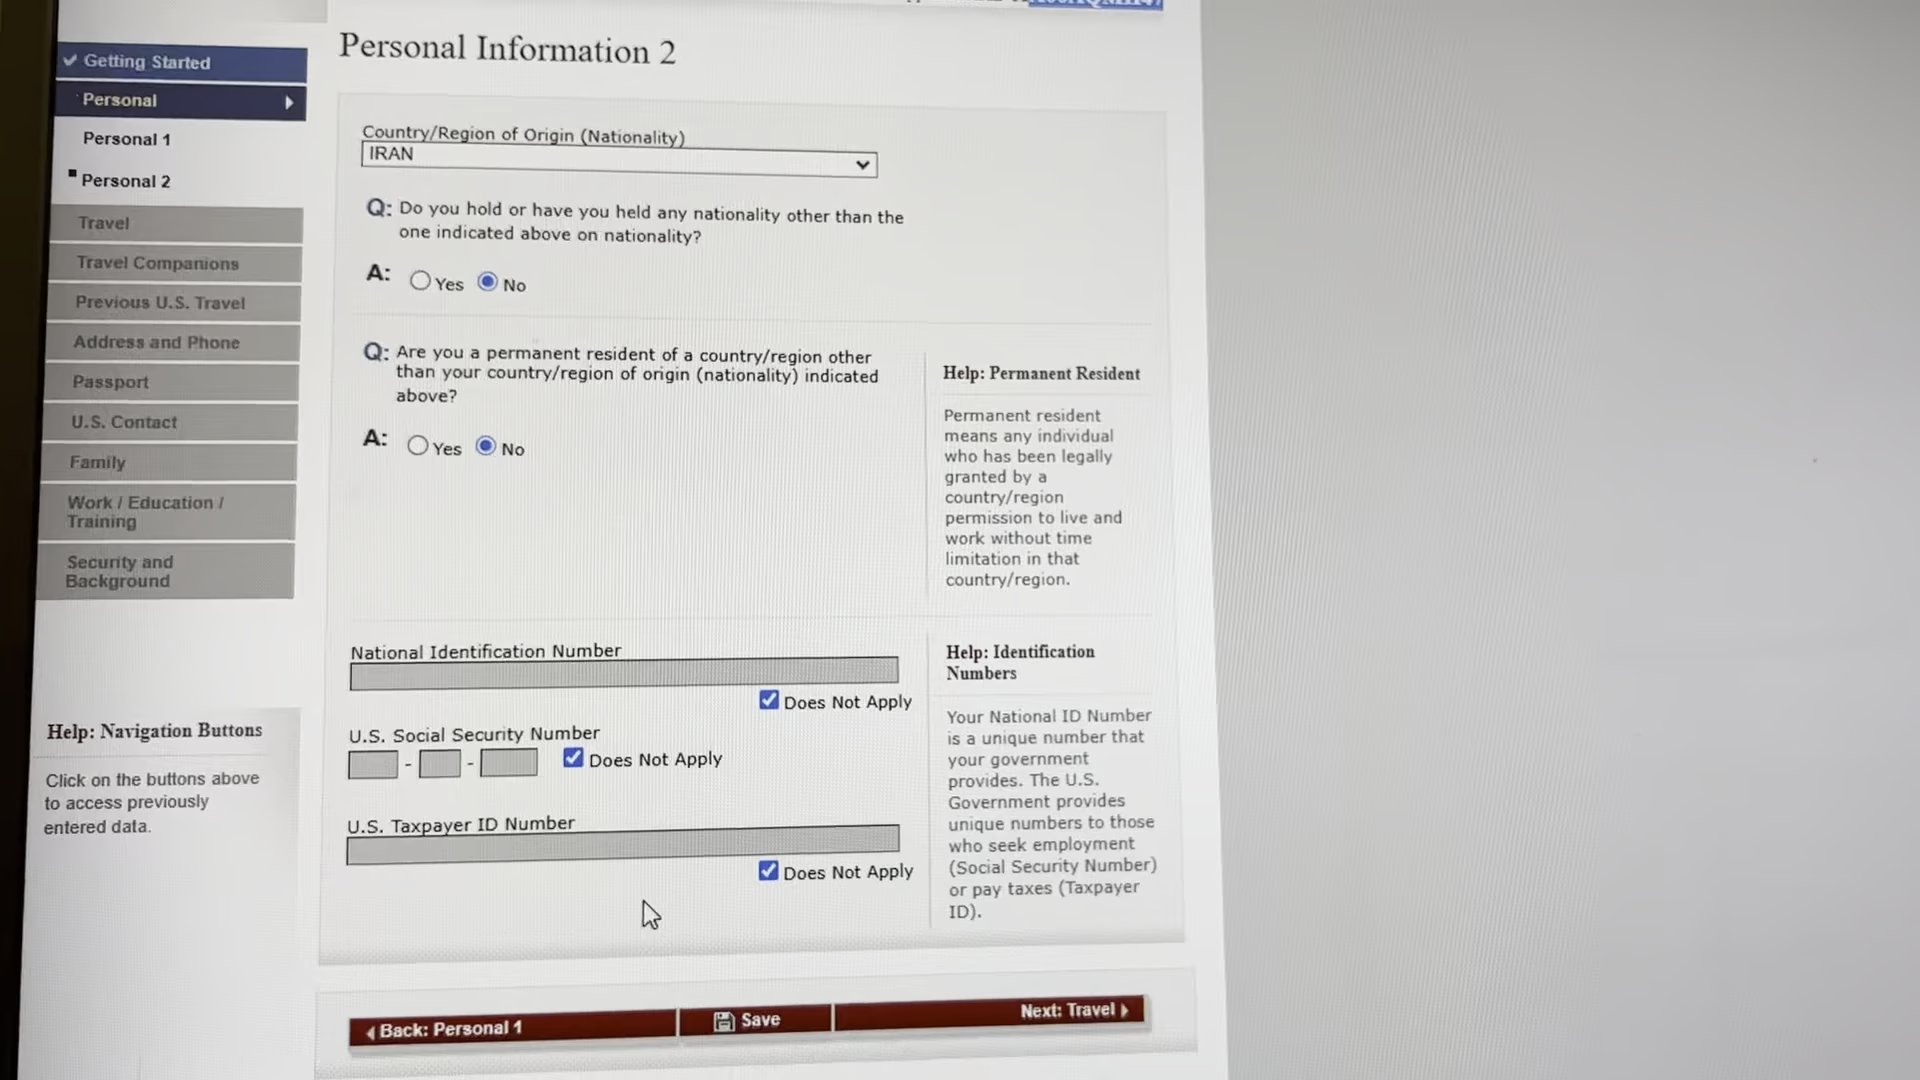 Personal Information 2
Getting Started
Personal
Personal 1
Personal 2
Travel
Travel Companions
Previous U.S. Travel
Address and Phone
Passport
U.S. Contact
Family
Work / Education /
Training
Security and
Background
Help: Navigation Buttons
Click on the buttons above
to access previously
entered data.
Country/Region of Origin (Nationality)
IRAN
Q: Do you hold or have you held any nationality other than the
one indicated above on nationality?
A: Yes No
Q: Are you a permanent resident of a country/region other
than your country/region of origin (nationality) indicated
above?
A: Yes No
Help: Permanent Resident
Permanent resident
means any individual
who has been legally
granted by a
country/region
permission to live and
work without time
limitation in that
country/region.
National Identification Number
Does Not Apply
U.S. Social Security Number
- - Does Not Apply
U.S. Taxpayer ID Number
Does Not Apply
Help: Identification
Numbers
Your National ID Number
is a unique number that
your government
provides. The U.S.
Government provides
unique numbers to those
who seek employment
(Social Security Number)
or pay taxes (Taxpayer
ID).
Back: Personal 1
Save
Next: Travel